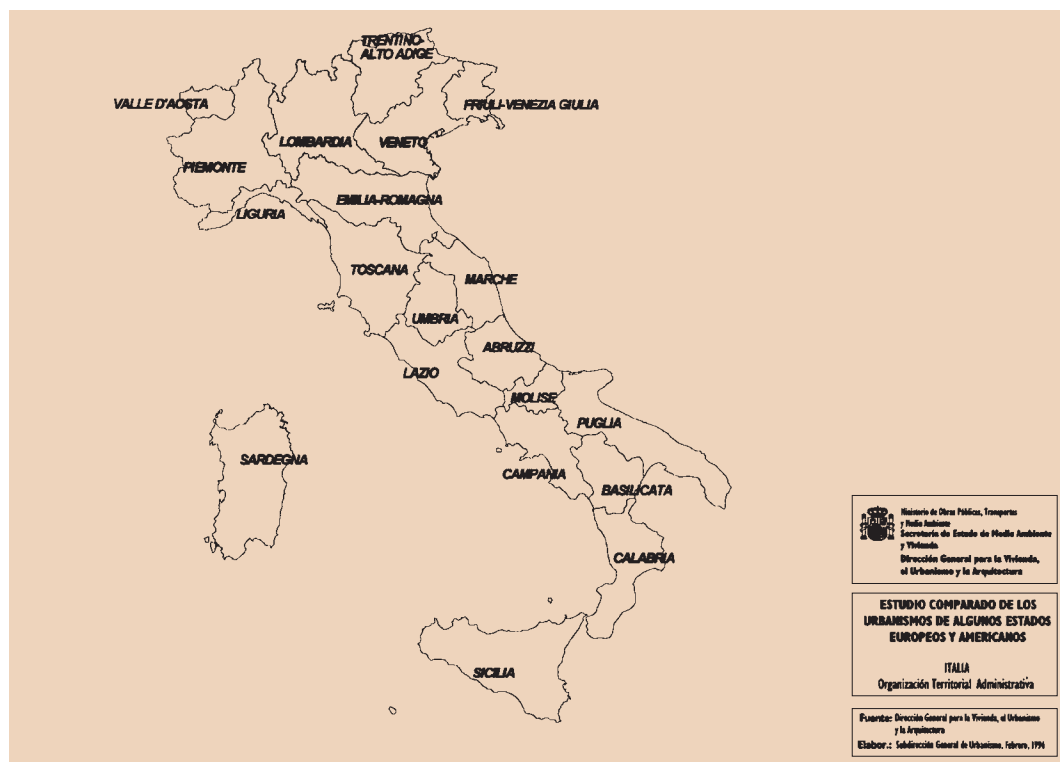 TRENTINO-
ALTO ADIGE
VALLE D'AOSTA
FRIULI-VENEZIA GIULIA
LOMBARDIA
VENETO
PIEMONTE
EMILIA-ROMAGNA
LIGURIA
TOSCANA
MARCHE
UMBRIA
ABRUZZI
LAZIO
MOLISE
PUGLIA
SARDEGNA
CAMPANIA
BASILICATA
CALABRIA
SICILIA
Ministerio de Obras Públicas, Transportes
y Medio Ambiente
Secretaría de Estado de Medio Ambiente
y Vivienda
Dirección General para la Vivienda,
el Urbanismo y la Arquitectura
ESTUDIO COMPARADO DE LOS
URBANISMOS DE ALGUNOS ESTADOS
EUROPEOS Y AMERICANOS
ITALIA
Organización Territorial Administrativa
Fuente: Dirección General para la Vivienda, el Urbanismo
y la Arquitectura
Elabor.: Subdirección General de Urbanismo. Febrero, 1996